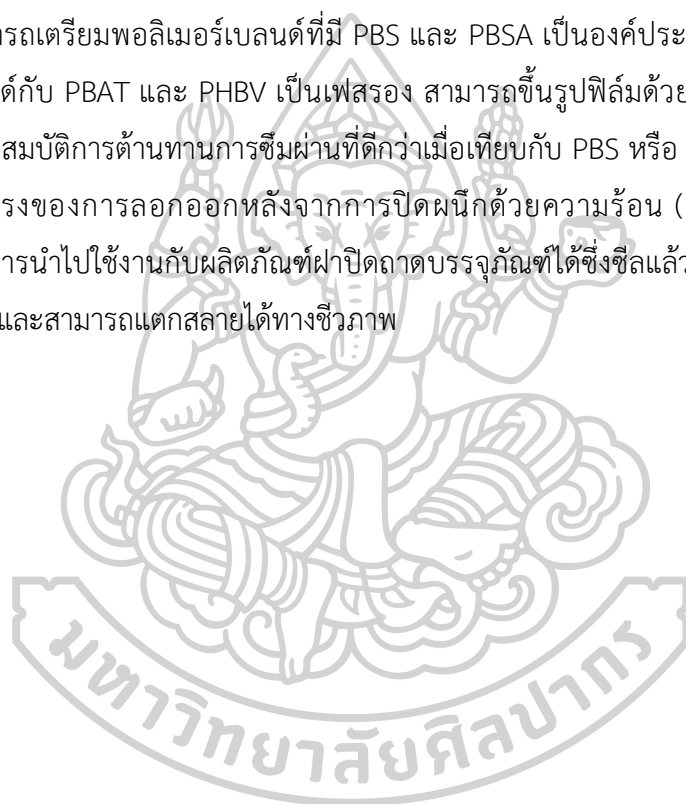 ารถเตรียมพอลิเมอร์เบลนด์ที่มี PBS และ PBSA เป็นองค์ประ
ด์กับ PBAT และ PHBV เป็นเฟสรอง สามารถขึ้นรูปฟิล์มด้วย
สมบัติการต้านทานการซึมผ่านที่ดีกว่าเมื่อเทียบกับ PBS หรือ
รงของการลอกออกหลังจากการปิดผนึกด้วยความร้อน (
ารนำไปใช้งานกับผลิตภัณฑ์ฝาปิดถาดบรรจุภัณฑ์ได้ซึ่งซีลแล้ว
และสามารถแตกสลายได้ทางชีวภาพ
มหาวิทยาลัยศิลปากร